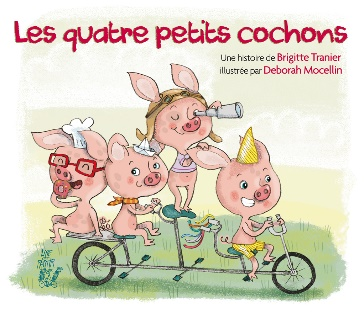 Les quatre petits cochons
Une histoire de Brigitte Tranier
illustrée par Deborah Mocellin